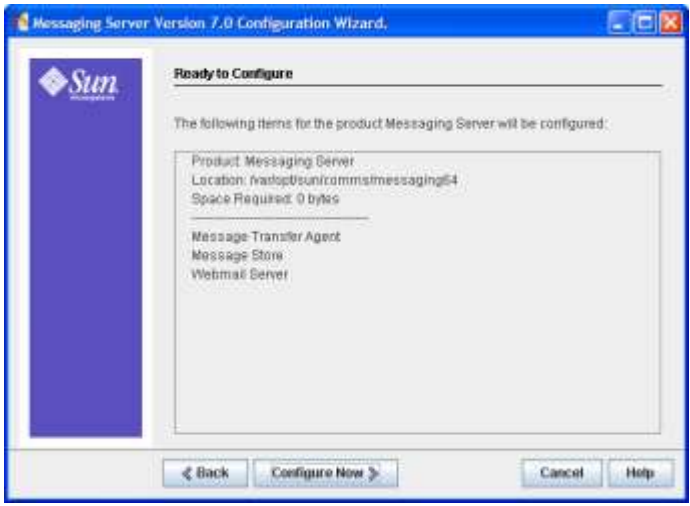 Messaging Server Version 7.0 Configuration Wizard.
Sun
Ready to Configure
The following items for the product Messaging Server will be configured:
Product: Messaging Server
Location: /var/opt/sun/comms/messaging64
Space Required: 0 bytes
Message Transfer Agent
Message Store
Webmail Server
Back
Configure Now
Cancel
Help